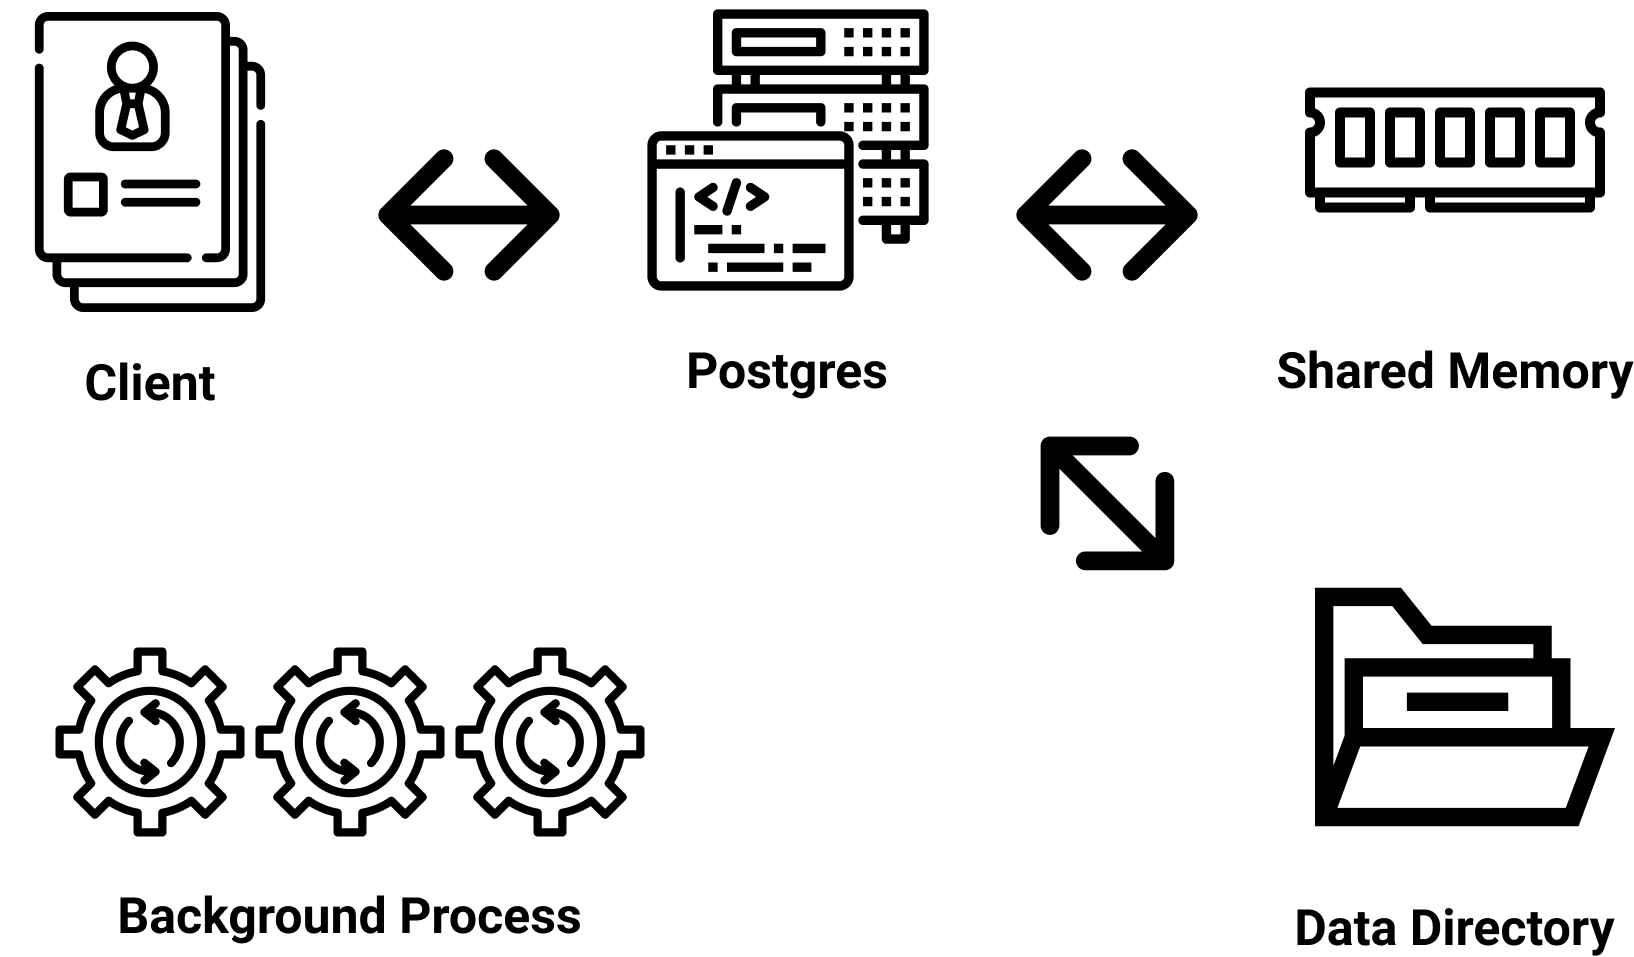 Client
Postgres
Shared Memory
Background Process
Data Directory